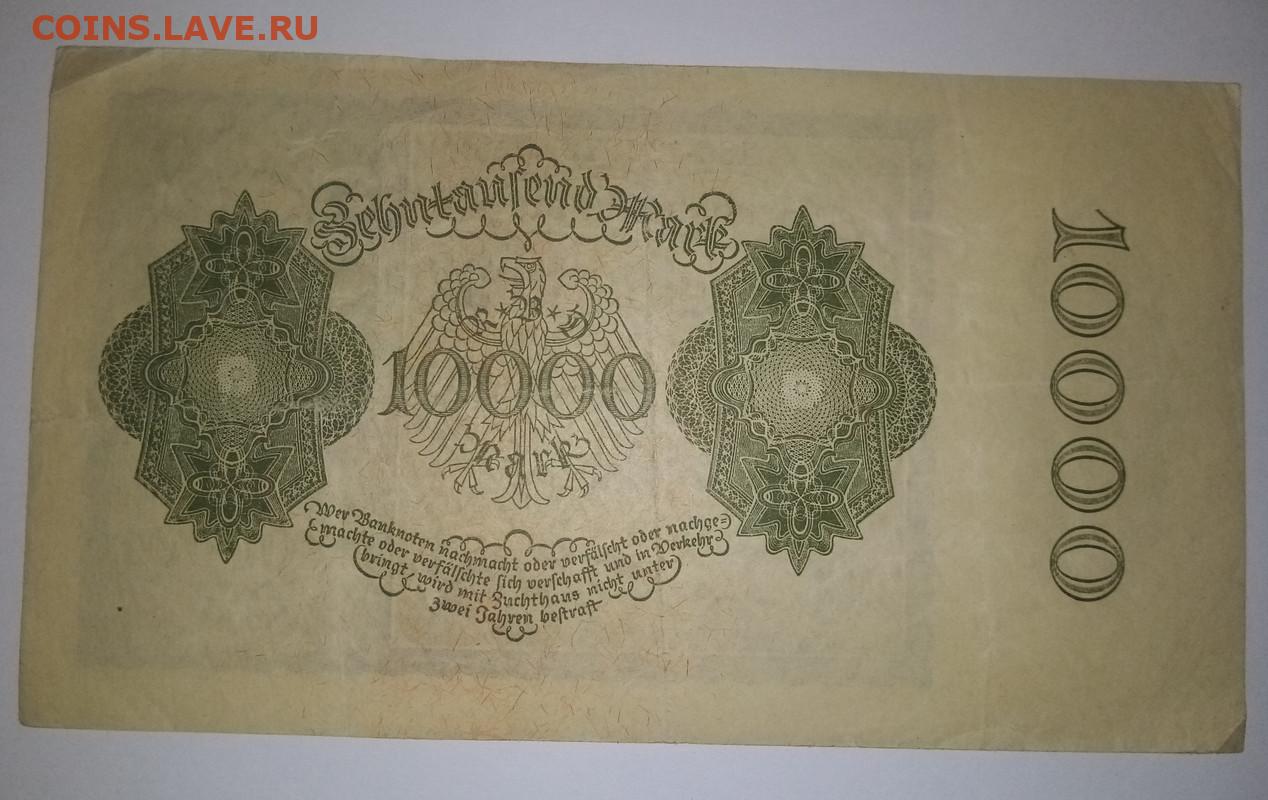 COINS.LAVE.RU
Zehntausend Mark
RBD
10000
Mark
Wer Banknoten nachmacht oder verfälscht oder nachge=
machte oder verfälschte sich verschafft und in Verkehr
bringt, wird mit Zuchthaus nicht unter
zwei Jahren bestraft
10000